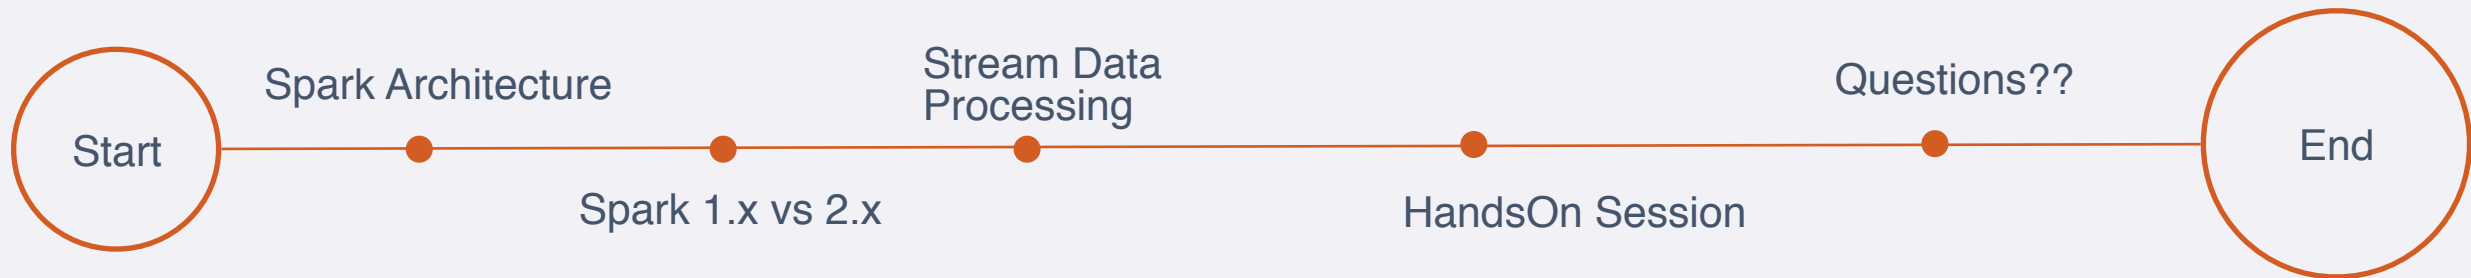 Start
Spark Architecture
Spark 1.x vs 2.x
Stream Data
Processing
HandsOn Session
Questions??
End